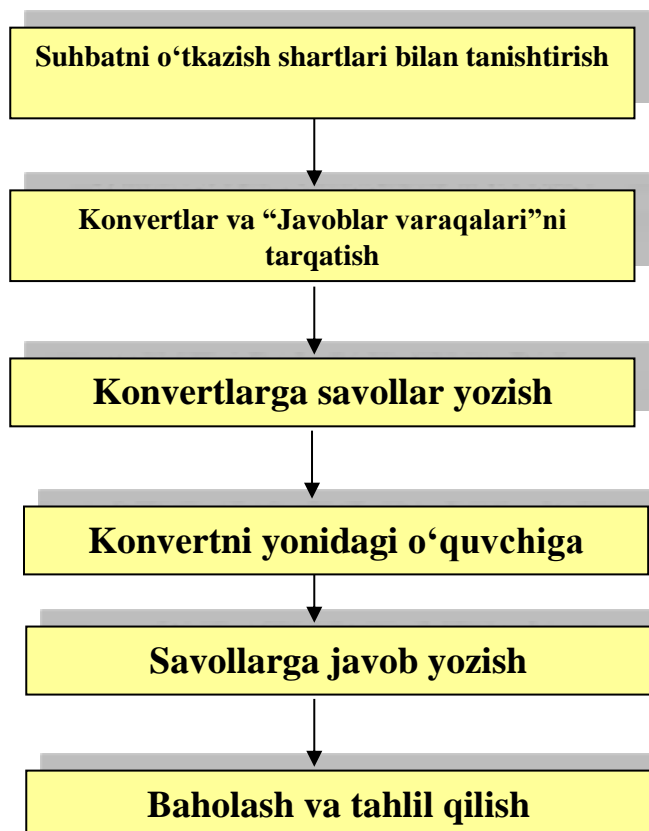 Suhbatni o‘tkazish shartlari bilan tanishtirish
Konvertlar va “Javoblar varaqalari”ni
tarqatish
Konvertlarga savollar yozish
Konvertni yonidagi o‘quvchiga
Savollarga javob yozish
Baholash va tahlil qilish